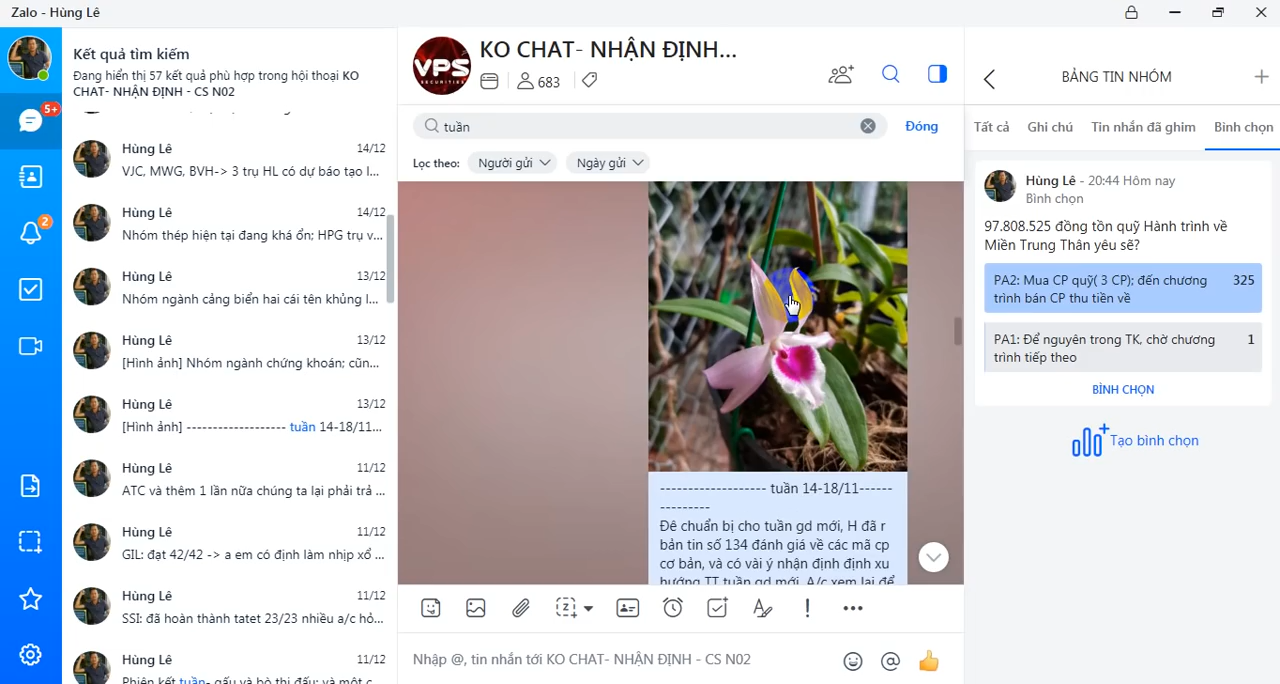 Zalo - Hùng Lê
5+
2
Kết quả tìm kiếm
Đang hiển thị 57 kết quả phù hợp trong hội thoại KO
CHAT- NHẬN ĐỊNH - CS N02
Hùng Lê 14/12
VJC, MWG, BVH-> 3 trụ HL có dự báo tạo l...
Hùng Lê 14/12
Nhóm thép hiện tại đang khá ổn; HPG trụ v...
Hùng Lê 13/12
Nhóm ngành cảng biển hai cái tên khủng l...
Hùng Lê 13/12
[Hình ảnh] Nhóm ngành chứng khoán; cũn...
Hùng Lê 13/12
[Hình ảnh] ------------------- tuần 14-18/11...
Hùng Lê 11/12
ATC và thêm 1 lần nữa chúng ta lại phải trả ...
Hùng Lê 11/12
GIL: đạt 42/42 -> a em có định làm nhịp xổ ...
Hùng Lê 11/12
SSI: đã hoàn thành tatet 23/23 nhiều a/c hỏ...
Hùng Lê 11/12
Phiên kết tuần- gấu và bò thi đấu; và một c...
VPS
SECURITIES
KO CHAT- NHẬN ĐỊNH...
683
tuần
Đóng
Lọc theo: Người gửi Ngày gửi
------------------- tuần 14-18/11------
---------
Đê chuẩn bị cho tuần gd mới, H đã r
bản tin số 134 đánh giá về các mã cp
cơ bản, và có vài ý nhận định định xu
hướng TT tuần gd mới. A/c xem lại để
Nhập @, tin nhắn tới KO CHAT- NHẬN ĐỊNH - CS N02
BẢNG TIN NHÓM
Tất cả Ghi chú Tin nhắn đã ghim Bình chọn
Hùng Lê - 20:44 Hôm nay
Bình chọn
97.808.525 đồng tồn quỹ Hành trình về
Miền Trung Thân yêu sẽ?
PA2: Mua CP quỹ( 3 CP); đến chương 325
trình bán CP thu tiền về
PA1: Để nguyên trong TK, chờ chương 1
trình tiếp theo
BÌNH CHỌN
Tạo bình chọn